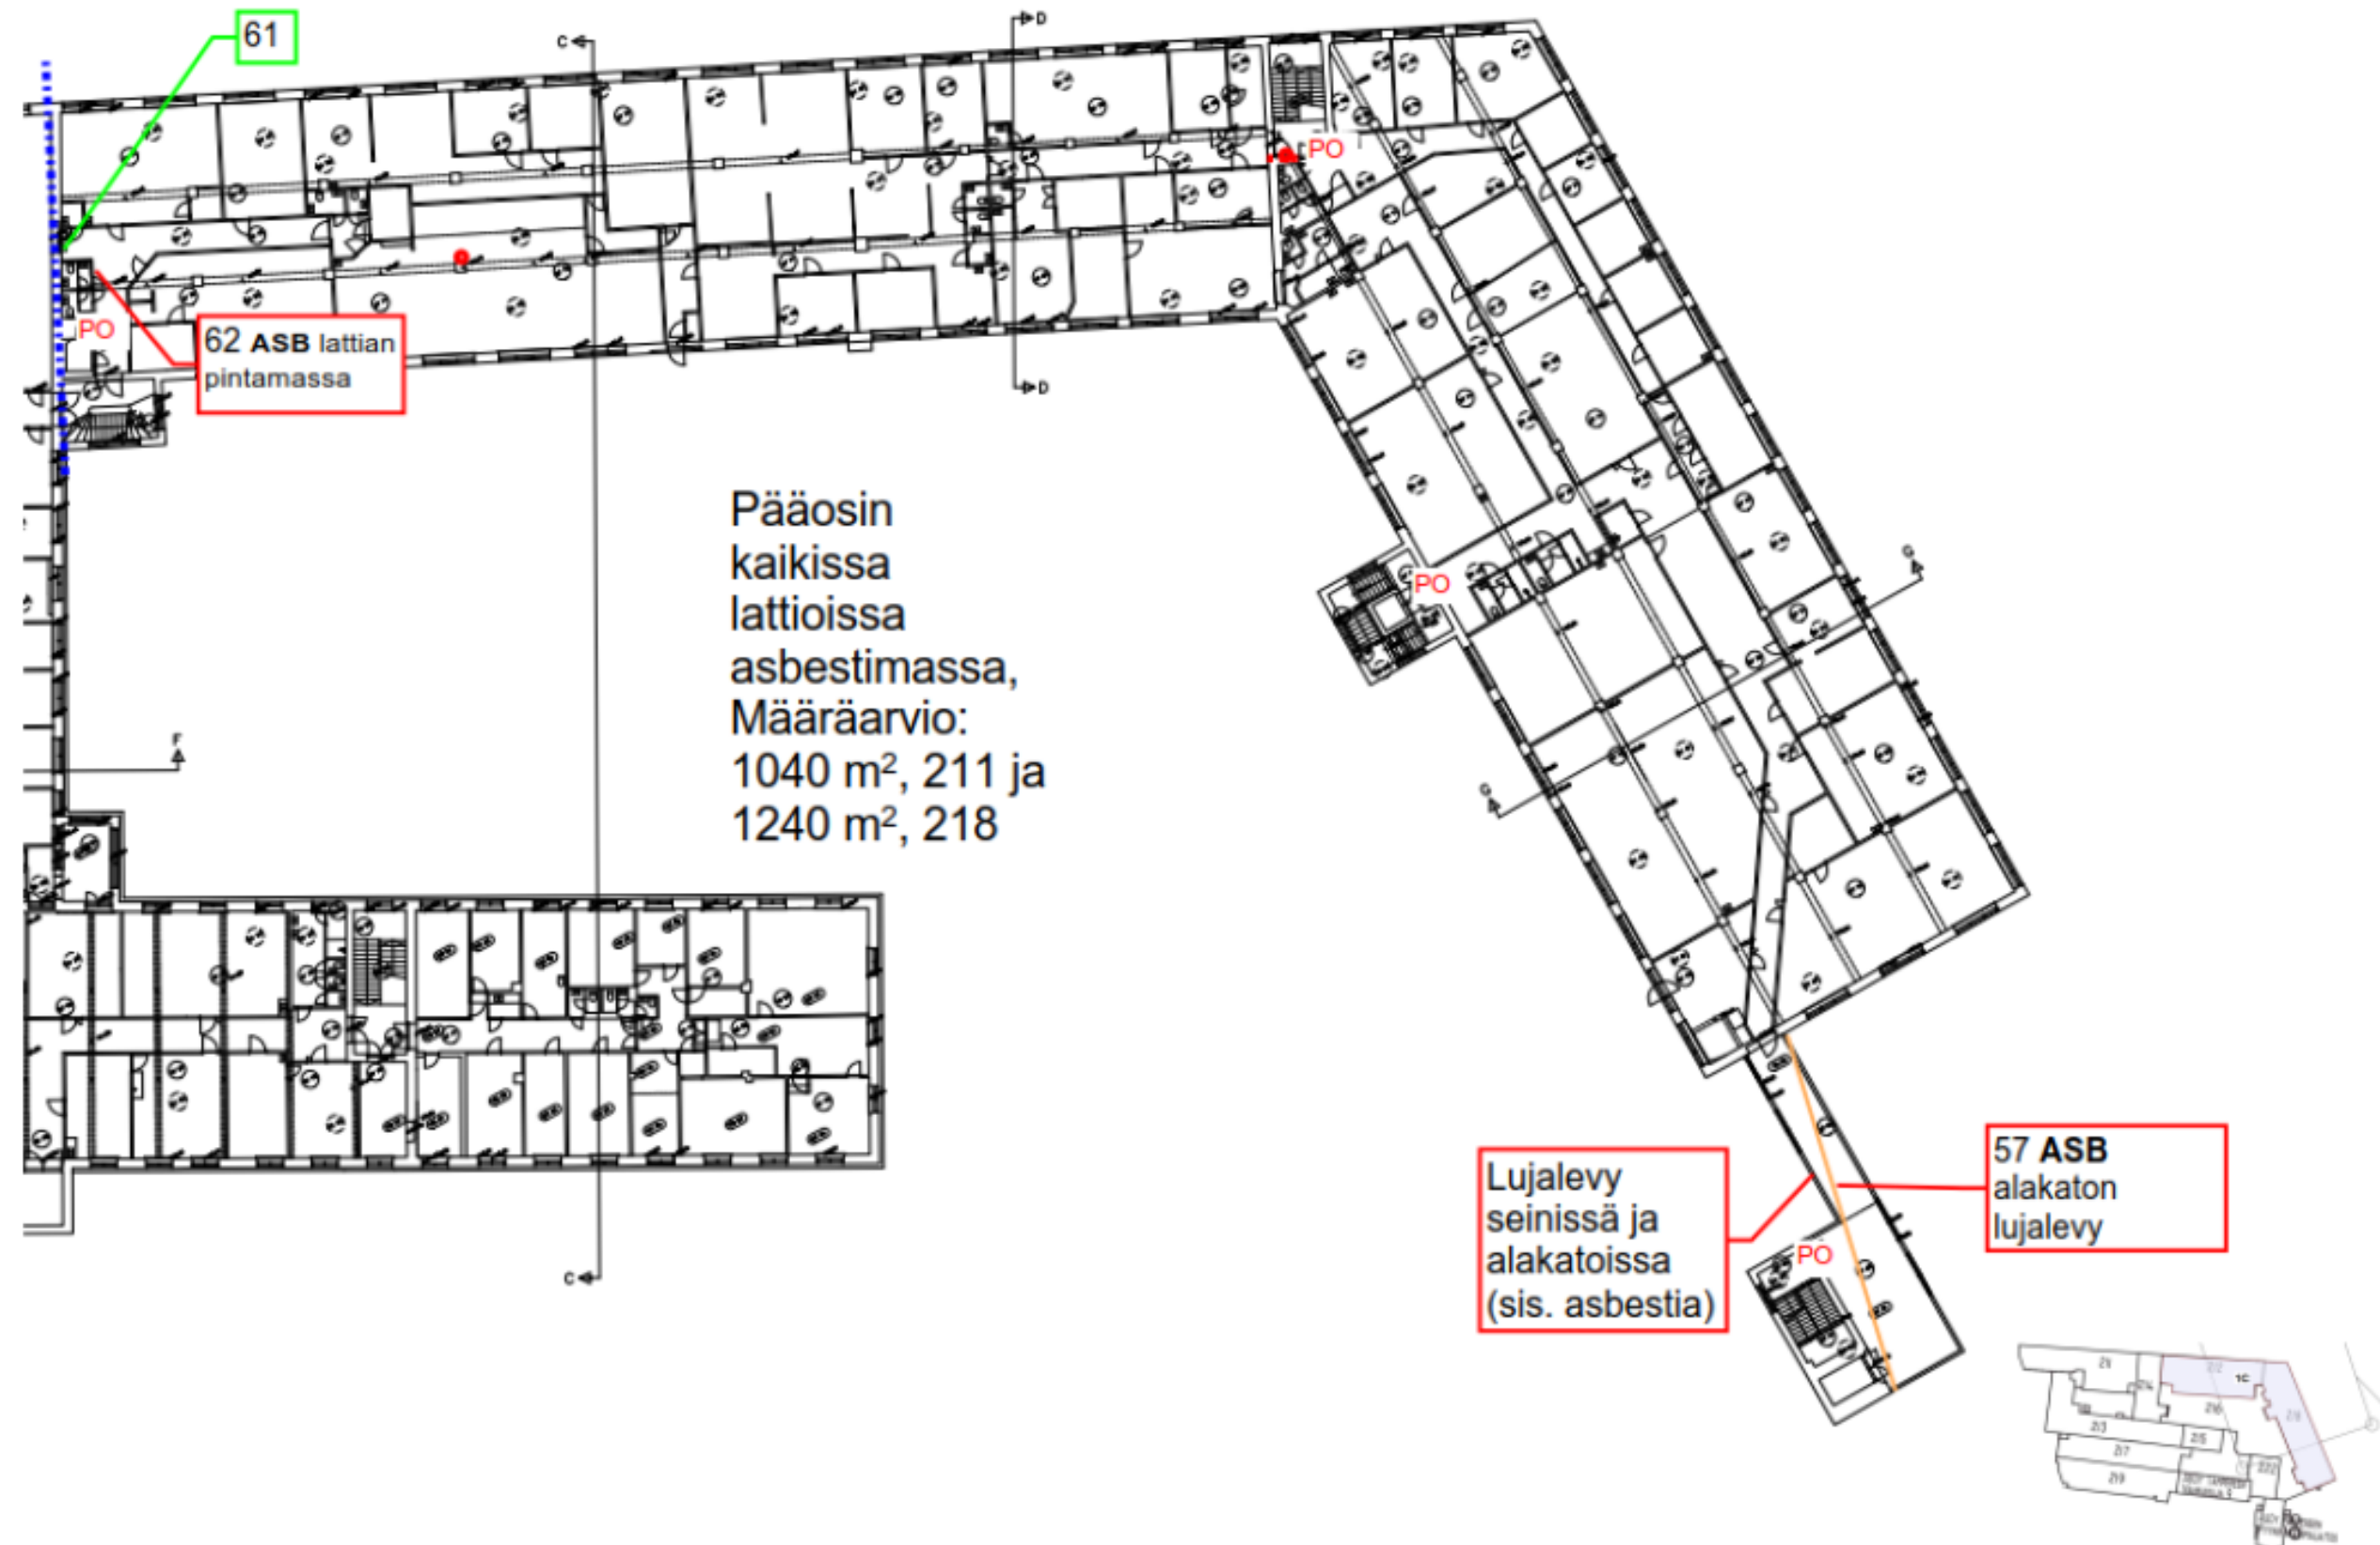 61
C
D
PO
62 ASB lattian
pintamassa
PO
D
Pääosin
kaikissa
lattioissa
asbestimassa,
Määräarvio:
1040 m², 211 ja
1240 m², 218
PO
G
F
G
C
Lujalevy
seinissä ja
alakatoissa
(sis. asbestia)
57 ASB
alakaton
lujalevy
PO
1C